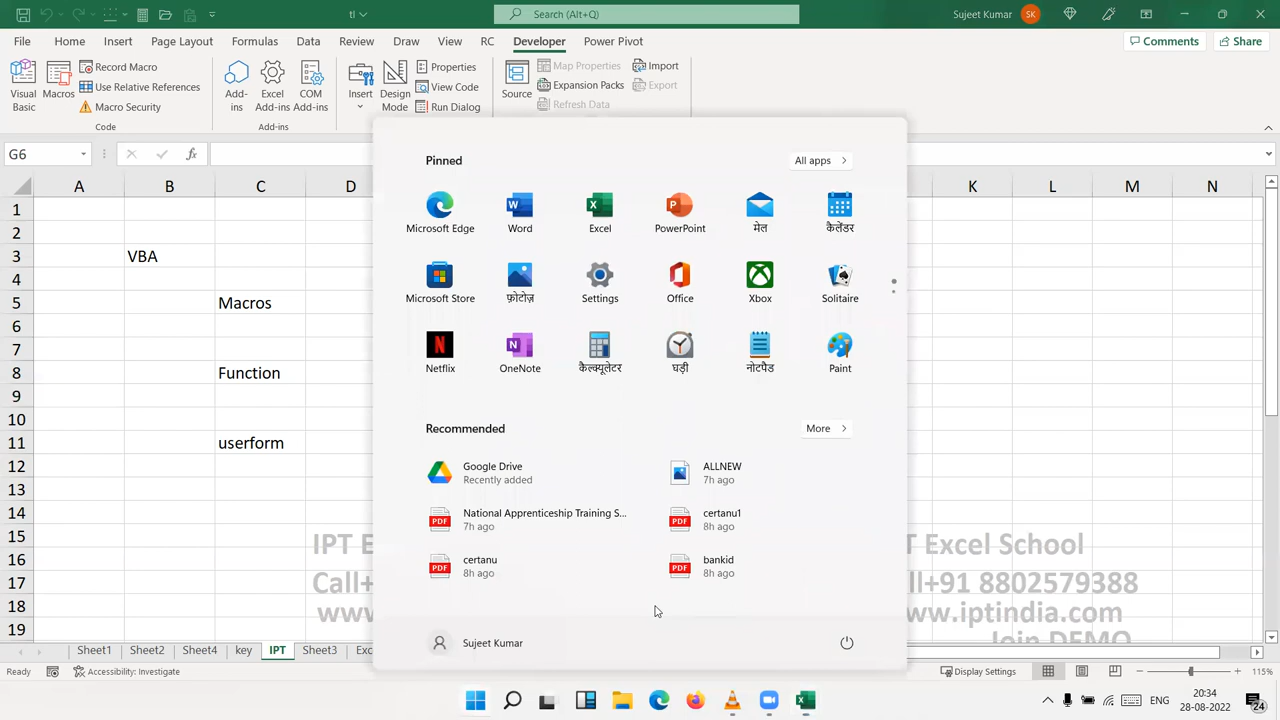 tl
Search (Alt+Q)
Sujeet Kumar SK
File Home Insert Page Layout Formulas Data Review View Draw RC Developer Power Pivot
Comments Share
Visual Basic
Macros
Record Macro
Use Relative References
Macro Security
Code
Add-ins
Excel Add-ins
COM Add-ins
Add-ins
Insert
Design Mode
Properties
View Code
Run Dialog
Source
Map Properties
Expansion Packs
Refresh Data
Import
Export
G6
fx
A B C D K L M N
1
2
3 VBA
4
5 Macros
6
7
8 Function
9
10
11 userform
12
13
14
15
16
17
18
19
Pinned
All apps
Microsoft Edge Word Excel PowerPoint मेल कैलेंडर
Microsoft Store फ़ोटोज़ Settings Office Xbox Solitaire
Netflix OneNote कैल्क्यूलेटर घड़ी नोटपैड Paint
Recommended
More
Google Drive
Recently added
ALLNEW
7h ago
National Apprenticeship Training S...
7h ago
certanu1
8h ago
certanu
8h ago
bankid
8h ago
Sujeet Kumar
IPT E
Call+
www.
T Excel School
all+91 8802579388
w.iptindia.com
Join DEMO
Sheet1 Sheet2 Sheet4 key IPT Sheet3 Exc
Ready
Accessibility: Investigate
Display Settings
115%
ENG
20:34
28-08-2022
24